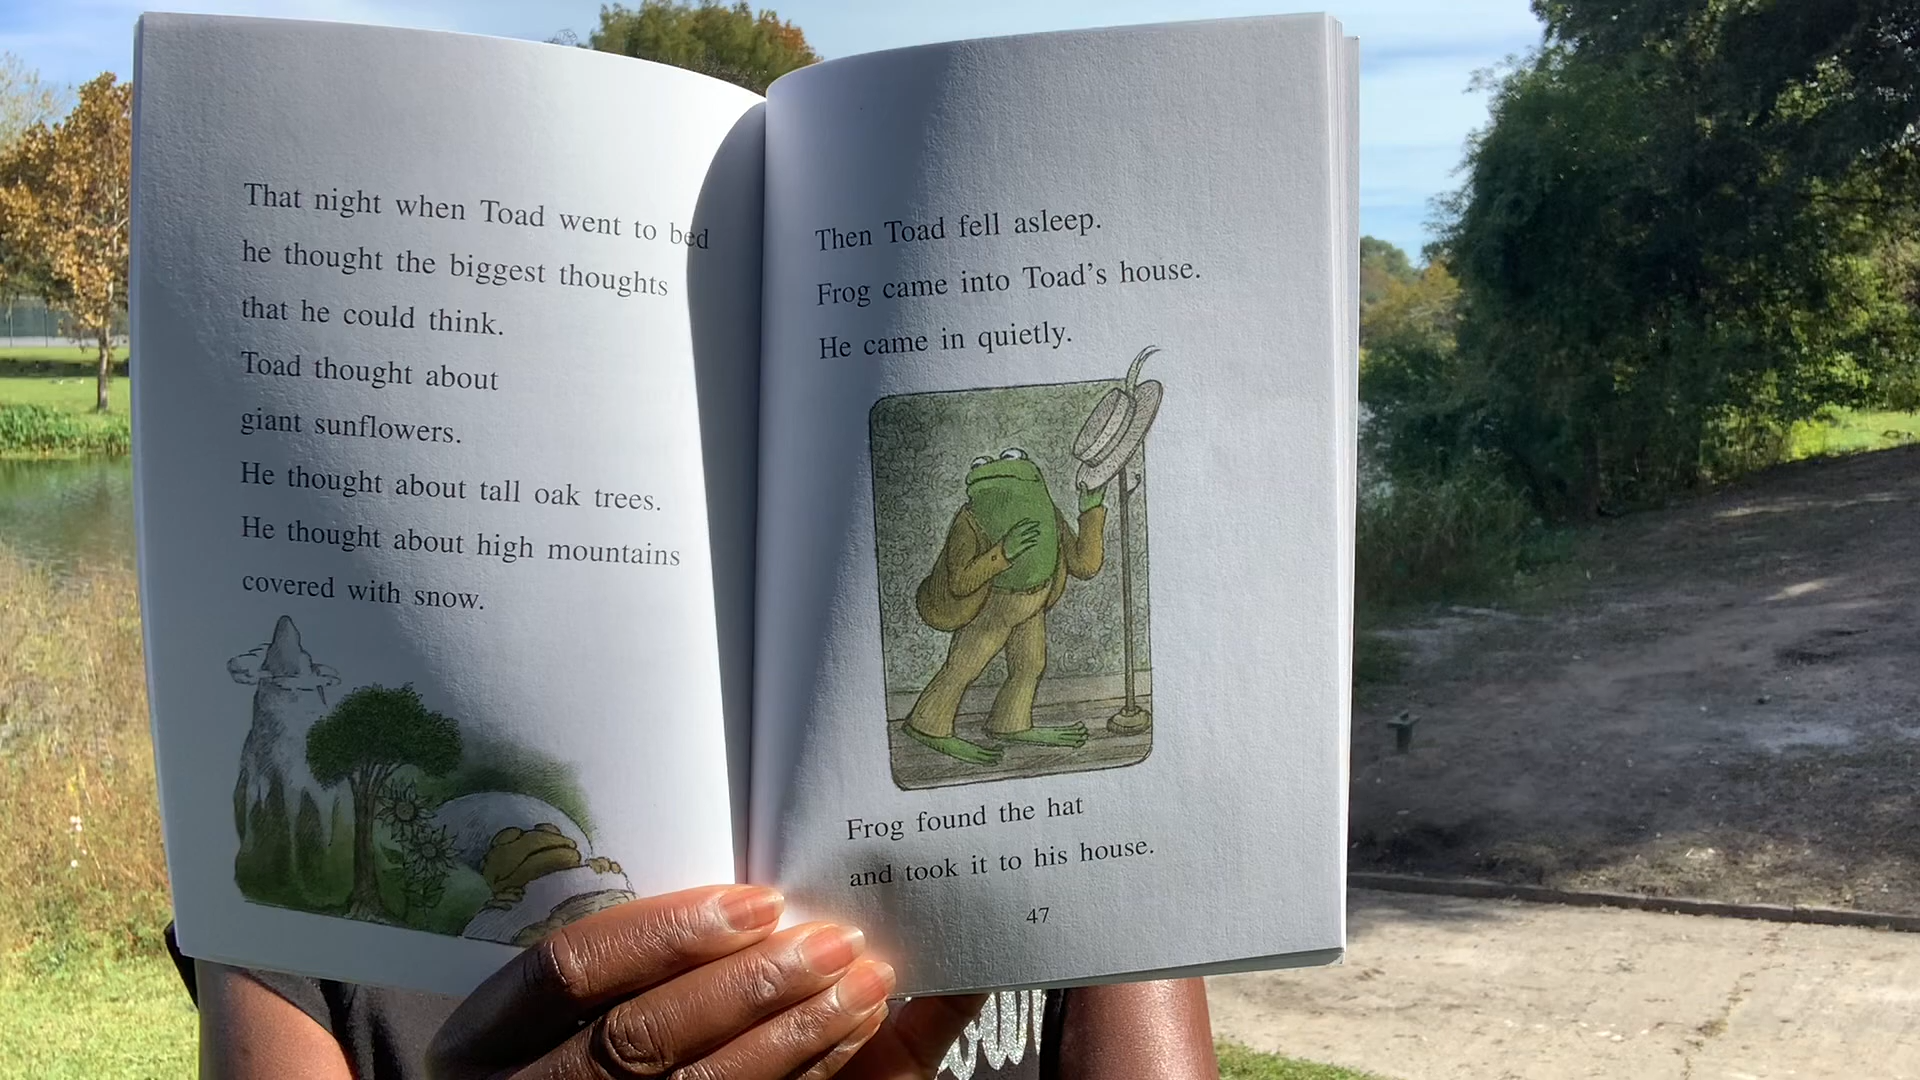 That night when Toad went to bed
he thought the biggest thoughts
that he could think.
Toad thought about
giant sunflowers.
He thought about tall oak trees.
He thought about high mountains
covered with snow.
Then Toad fell asleep.
Frog came into Toad's house.
He came in quietly.
Frog found the hat
and took it to his house.
47